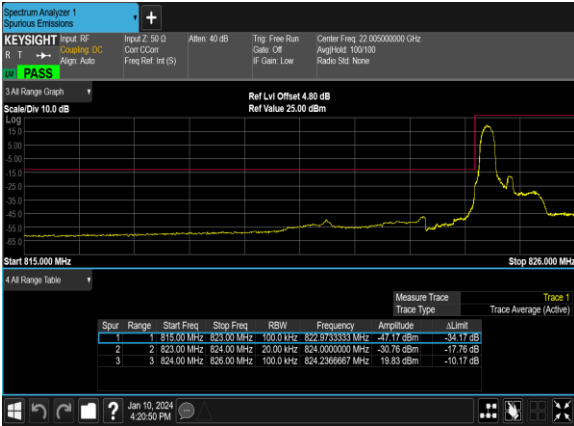 Spectrum Analyzer 1
Spurious Emissions
+
KEYSIGHT Input: RF Input Z: 50 Ω Atten: 40 dB Trig: Free Run Center Freq: 22.005000000 GHz
R T Coupling: DC Corr CCorr Gate: Off Avg|Hold: 100/100
Align: Auto Freq Ref: Int (S) IF Gain: Low Radio Std: None
PASS
3 All Range Graph
Ref Lvl Offset 4.80 dB
Scale/Div 10.0 dB Ref Value 25.00 dBm
Log
15.0
5.00
-5.00
-15.0
-25.0
-35.0
-45.0
-55.0
-65.0
Start 815.000 MHz Stop 826.000 MHz
4 All Range Table
Measure Trace Trace 1
Trace Type Trace Average (Active)
Spur Range Start Freq Stop Freq RBW Frequency Amplitude ΔLimit
1 1 815.00 MHz 823.00 MHz 100.0 kHz 822.9733333 MHz -47.17 dBm -34.17 dB
2 2 823.00 MHz 824.00 MHz 20.00 kHz 824.0000000 MHz -30.76 dBm -17.76 dB
3 3 824.00 MHz 826.00 MHz 100.0 kHz 824.2366667 MHz 19.83 dBm -10.17 dB
?
Jan 10, 2024
4:20:50 PM